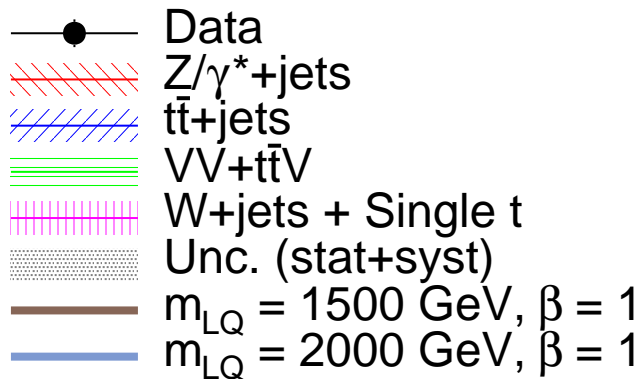 Data
Z/γ*+jets
tt̄+jets
VV+tt̄V
W+jets + Single t
Unc. (stat+syst)
m_LQ = 1500 GeV, β = 1
m_LQ = 2000 GeV, β = 1